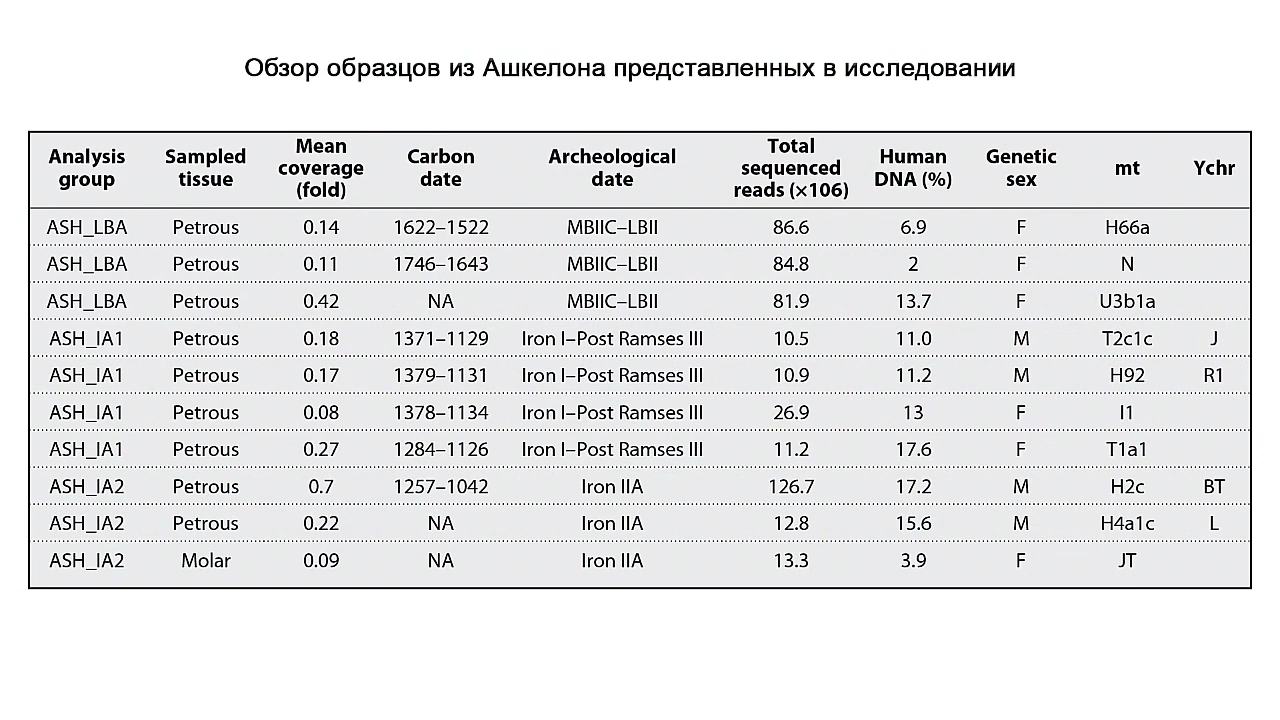 Обзор образцов из Ашкелона представленных в исследовании
Analysis group Sampled tissue Mean coverage (fold) Carbon date Archeological date Total sequenced reads (×106) Human DNA (%) Genetic sex mt Ychr
ASH_LBA Petrous 0.14 1622–1522 MBIIC–LBII 86.6 6.9 F H66a
ASH_LBA Petrous 0.11 1746–1643 MBIIC–LBII 84.8 2 F N
ASH_LBA Petrous 0.42 NA MBIIC–LBII 81.9 13.7 F U3b1a
ASH_IA1 Petrous 0.18 1371–1129 Iron I–Post Ramses III 10.5 11.0 M T2c1c J
ASH_IA1 Petrous 0.17 1379–1131 Iron I–Post Ramses III 10.9 11.2 M H92 R1
ASH_IA1 Petrous 0.08 1378–1134 Iron I–Post Ramses III 26.9 13 F I1
ASH_IA1 Petrous 0.27 1284–1126 Iron I–Post Ramses III 11.2 17.6 F T1a1
ASH_IA2 Petrous 0.7 1257–1042 Iron IIA 126.7 17.2 M H2c BT
ASH_IA2 Petrous 0.22 NA Iron IIA 12.8 15.6 M H4a1c L
ASH_IA2 Molar 0.09 NA Iron IIA 13.3 3.9 F JT